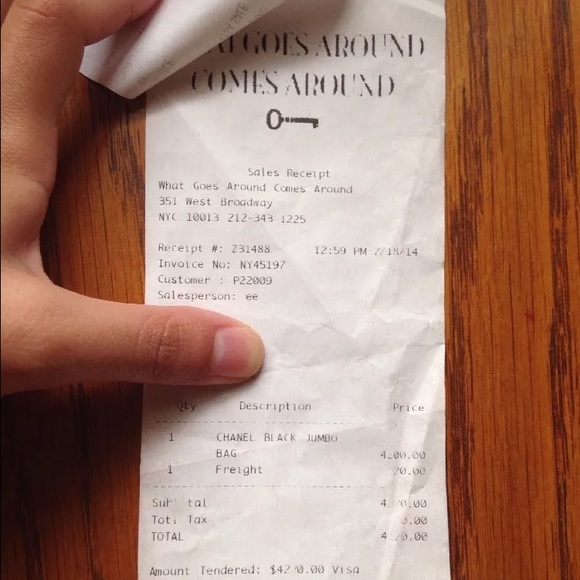 GOES AROUND
COMES AROUND
Sales Receipt
What Goes Around Comes Around
351 West Broadway
NYC 10013 212-343 1225
Receipt #: 231488 12:59 PM 7/18/14
Invoice No: NY45197
Customer : P22009
Salesperson: ee
Qty Description Price
1 CHANEL BLACK JUMBO
BAG
1 Freight
Tax
TOTAL
Amount Tendered: Visa